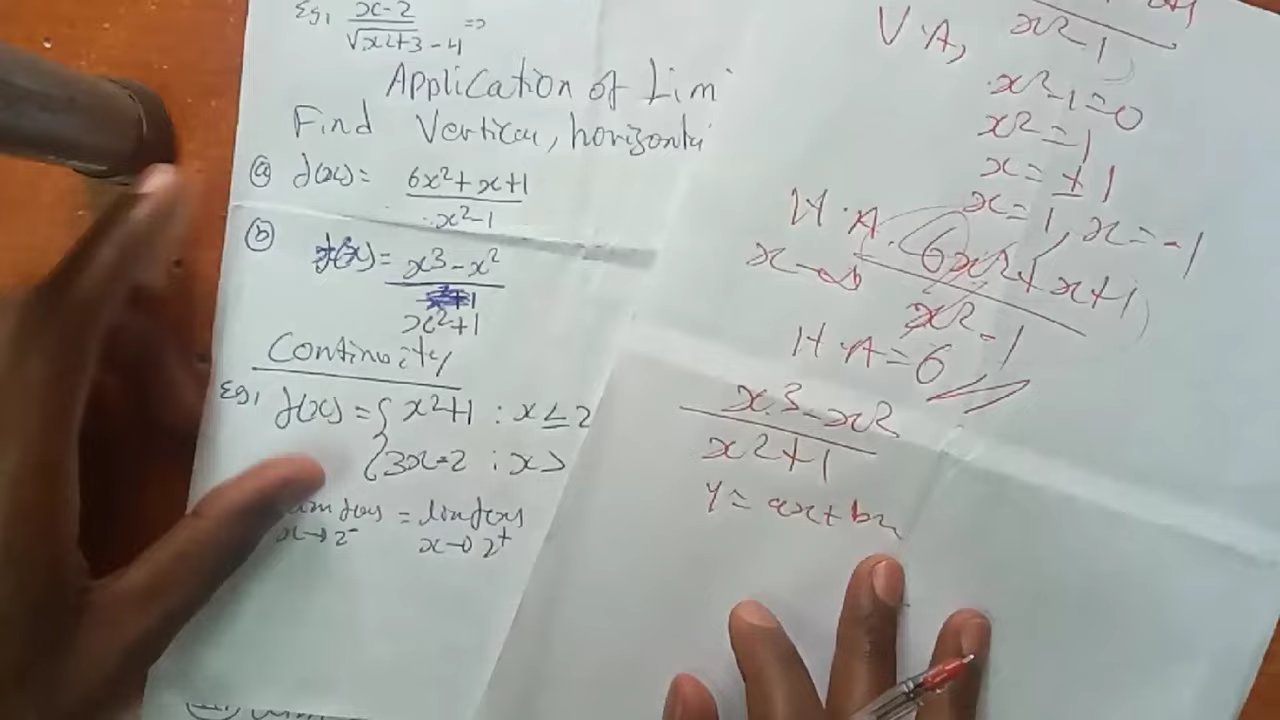 Eg, x-2 =>
√x2+3 - 4
Application of Lim
Find Vertical, horizonta
(a) f(x) = 6x²+x+1
x²-1
(b) f(x) = x3-x²
x²+1
Continuity
Eg, f(x) = { x²+1 : x ≤ 2
{ 3x-2 : x >
lim f(x) = lim f(x)
x→2⁻ x→2⁺
V.A,
x²-1
x²-1=0
x²=1
x=±1
x=1, x=-1
H.A. (6x²+x+1)
x→∞ x²-1
H.A=6
x3-x2
x2+1
y = ax+b